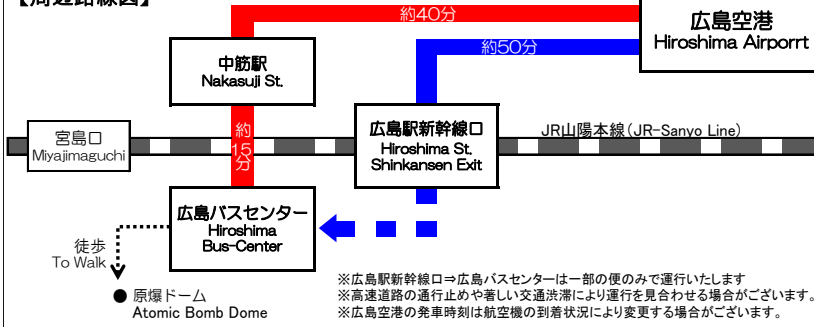 【周辺路線図】
約40分
広島空港
Hiroshima Airporrt
約50分
中筋駅
Nakasuji St.
宮島口
Miyajimaguchi
約
15
分
広島駅新幹線口
Hiroshima St.
Shinkansen Exit
JR山陽本線(JR-Sanyo Line)
広島バスセンター
Hiroshima
Bus-Center
徒歩
To Walk
● 原爆ドーム
Atomic Bomb Dome
※広島駅新幹線口⇒広島バスセンターは一部の便のみで運行いたします
※高速道路の通行止めや著しい交通渋滞により運行を見合わせる場合がございます。
※広島空港の発車時刻は航空機の到着状況により変更する場合がございます。